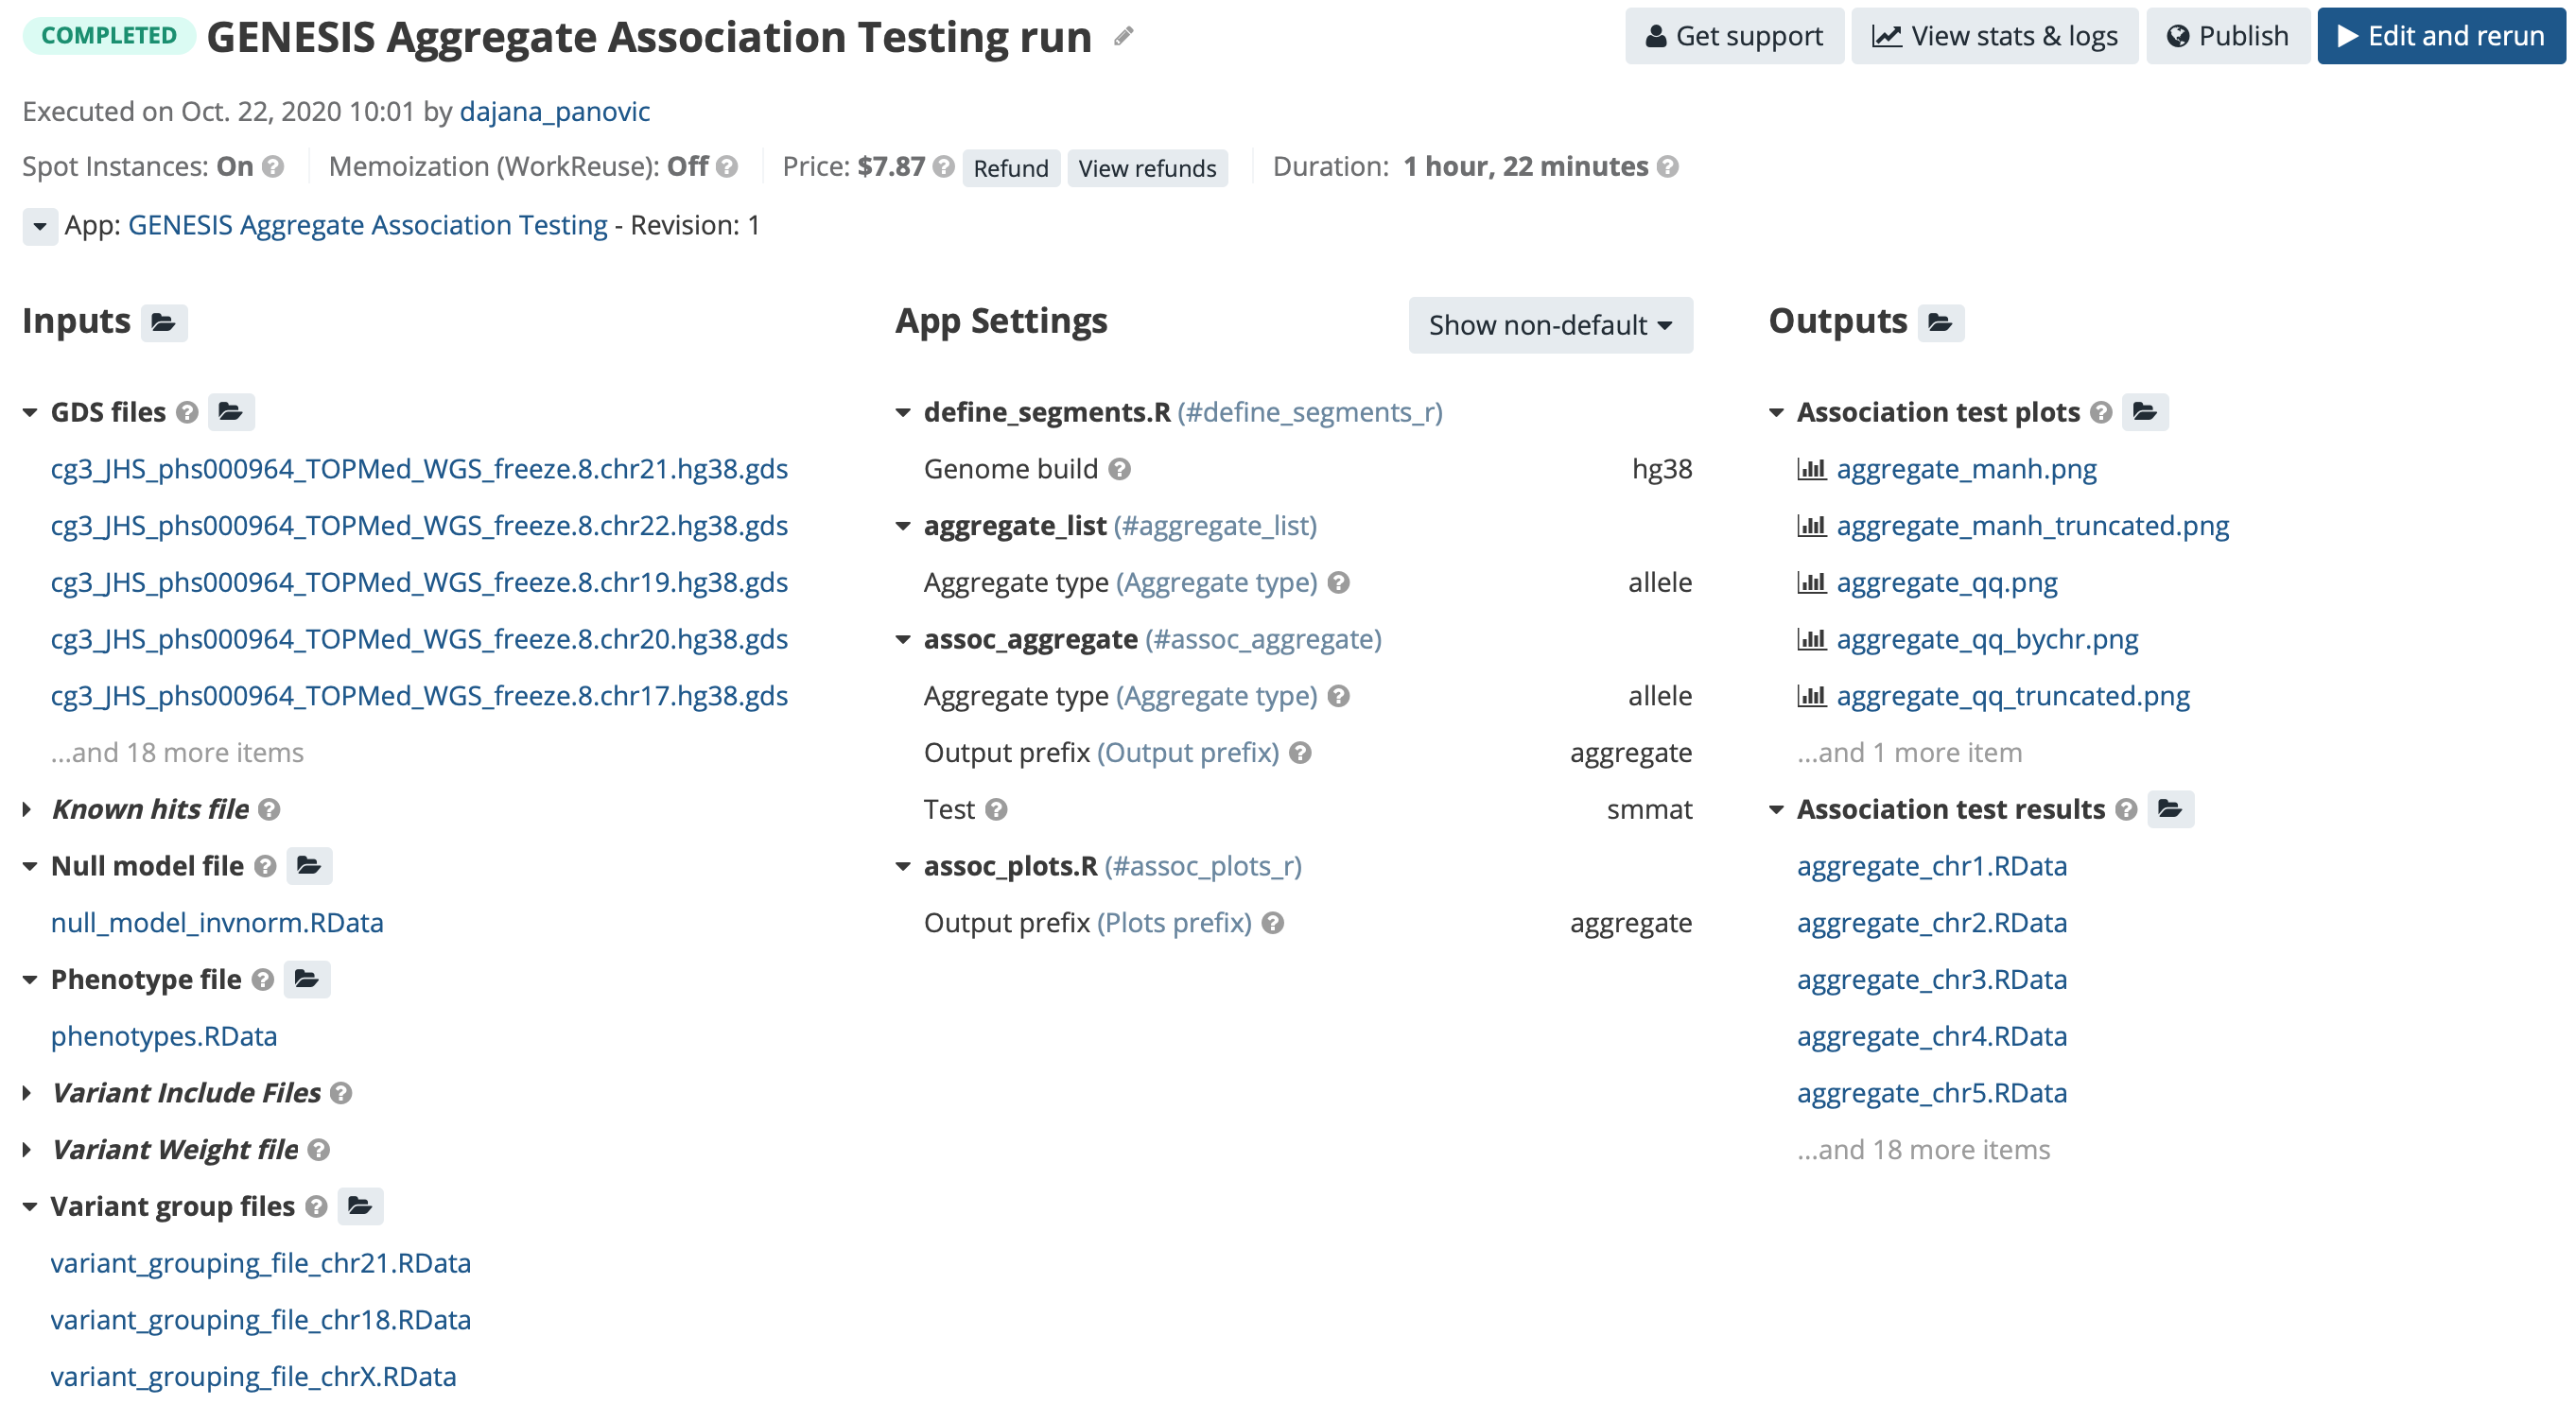 COMPLETED GENESIS Aggregate Association Testing run
Get support
View stats & logs
Publish
Edit and rerun
Executed on Oct. 22, 2020 10:01 by dajana_panovic
Spot Instances: On
Memoization (WorkReuse): Off
Price: $7.87
Refund
View refunds
Duration: 1 hour, 22 minutes
App: GENESIS Aggregate Association Testing - Revision: 1
Inputs
GDS files
cg3_JHS_phs000964_TOPMed_WGS_freeze.8.chr21.hg38.gds
cg3_JHS_phs000964_TOPMed_WGS_freeze.8.chr22.hg38.gds
cg3_JHS_phs000964_TOPMed_WGS_freeze.8.chr19.hg38.gds
cg3_JHS_phs000964_TOPMed_WGS_freeze.8.chr20.hg38.gds
cg3_JHS_phs000964_TOPMed_WGS_freeze.8.chr17.hg38.gds
...and 18 more items
Known hits file
Null model file
null_model_invnorm.RData
Phenotype file
phenotypes.RData
Variant Include Files
Variant Weight file
Variant group files
variant_grouping_file_chr21.RData
variant_grouping_file_chr18.RData
variant_grouping_file_chrX.RData
App Settings
Show non-default
define_segments.R (#define_segments_r)
Genome build hg38
aggregate_list (#aggregate_list)
Aggregate type (Aggregate type) allele
assoc_aggregate (#assoc_aggregate)
Aggregate type (Aggregate type) allele
Output prefix (Output prefix) aggregate
Test smmat
assoc_plots.R (#assoc_plots_r)
Output prefix (Plots prefix) aggregate
Outputs
Association test plots
aggregate_manh.png
aggregate_manh_truncated.png
aggregate_qq.png
aggregate_qq_bychr.png
aggregate_qq_truncated.png
...and 1 more item
Association test results
aggregate_chr1.RData
aggregate_chr2.RData
aggregate_chr3.RData
aggregate_chr4.RData
aggregate_chr5.RData
...and 18 more items